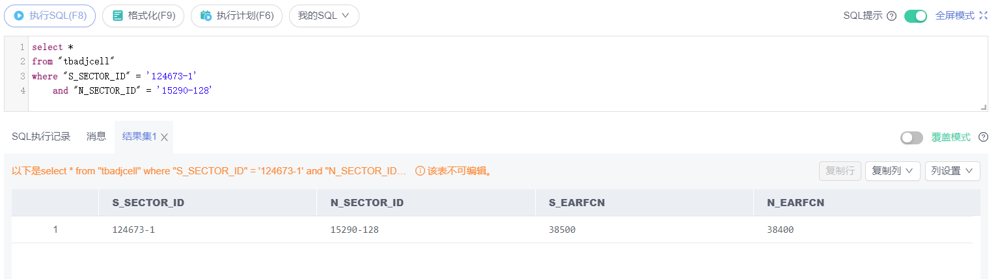 执行SQL(F8) 格式化(F9) 执行计划(F6) 我的SQL SQL提示 全屏模式
1 select *
2 from "tbadjcell"
3 where "S_SECTOR_ID" = '124673-1'
4 and "N_SECTOR_ID" = '15290-128'
SQL执行记录 消息 结果集1 覆盖模式
以下是select * from "tbadjcell" where "S_SECTOR_ID" = '124673-1' and "N_SECTOR_ID... 该表不可编辑。 复制行 复制列 列设置
S_SECTOR_ID N_SECTOR_ID S_EARFCN N_EARFCN
1 124673-1 15290-128 38500 38400